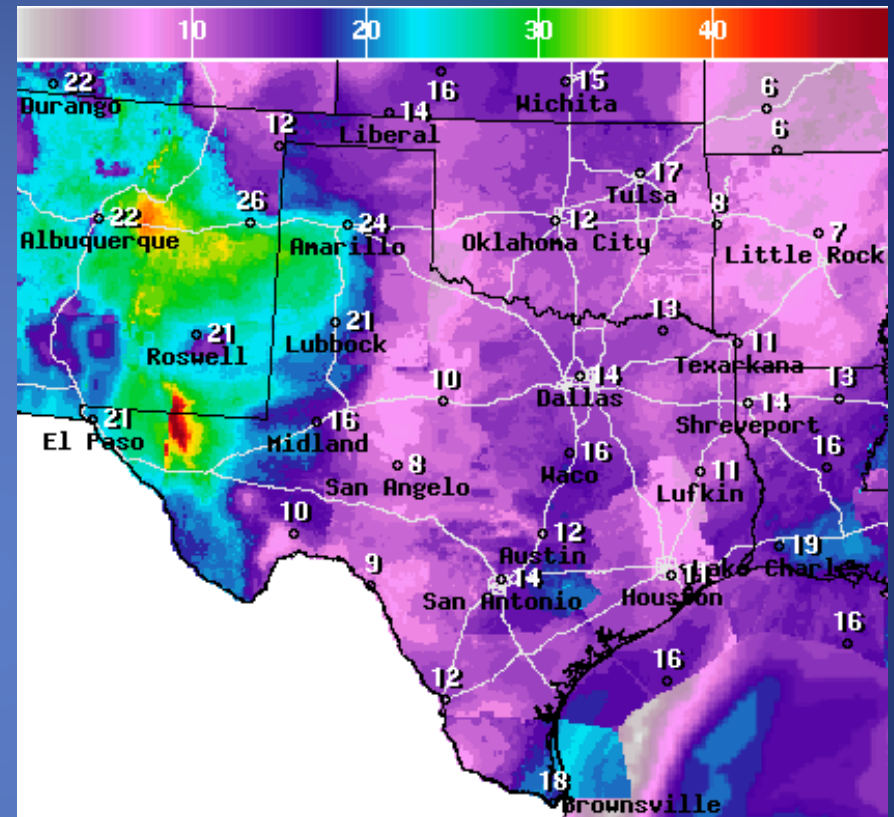 10 20 30 40
22 16 15 6
Durango Wichita
14
Liberal
12 6
17
Tulsa
22 26 24 12 8 7
Albuquerque Amarillo Oklahoma City Little Rock
21 21 13 11
Roswell Lubbock Texarkana
10 14 14 13
Dallas
21 16 Shreveport
El Paso Midland
8 16 11 16
San Angelo Waco Lufkin
10 12 19
Austin Lake Charles
9 14 11
San Antonio Houston
16
12 16
18
Brownsville